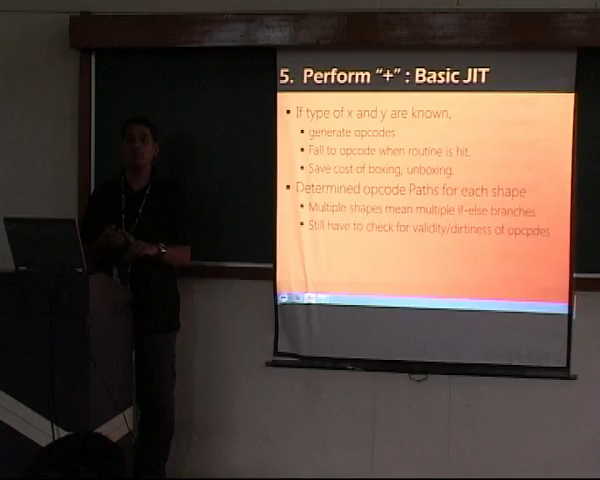 5. Perform "+" : Basic JIT
If type of x and y are known,
generate opcodes
Fall to opcode when routine is hit.
Save cost of boxing, unboxing.
Determined opcode Paths for each shape
Multiple shapes mean multiple if-else branches
Still have to check for validity/dirtiness of opcpdes